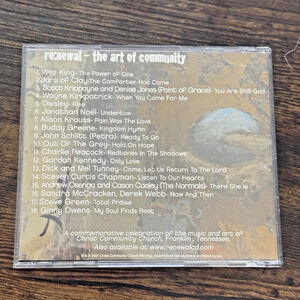 re:newal - the art of community
1. Wes King- The Power of One
2. Jars of Clay- The Comforter Has Come
3. Scott Krippayne and Denise Jones (Point of Grace)- You Are Still God
4. Wayne Kirkpatrick- When You Come For Me
5. Owsley- Rise
6. Jonathan Noël- Undertow
7. Alison Krauss- Pain Was The Love
8. Buddy Greene- Kingdom Hymn
9. John Schlitt (Petra)- Ready To Go
10. Out Of The Grey- Hold On Hope
11. Charlie Peacock- Redbones In The Shadows
12. Gordon Kennedy- Only Love
13. Dick and Mel Tunney- Come, Let Us Return To The Lord
14. Steven Curtis Chapman- Listen To Our Hearts
15. Andrew Osenga and Cason Cooley (The Normals)- There She Is
16. Sandra McCracken, Derek Webb- Now And Then
17. Steve Green- Total Praise
18. Ginny Owens- My Soul Finds Rest
A commemorative celebration of the music and art of
Christ Community Church, Franklin, Tennessee.
Also available at www.renewalcd.com